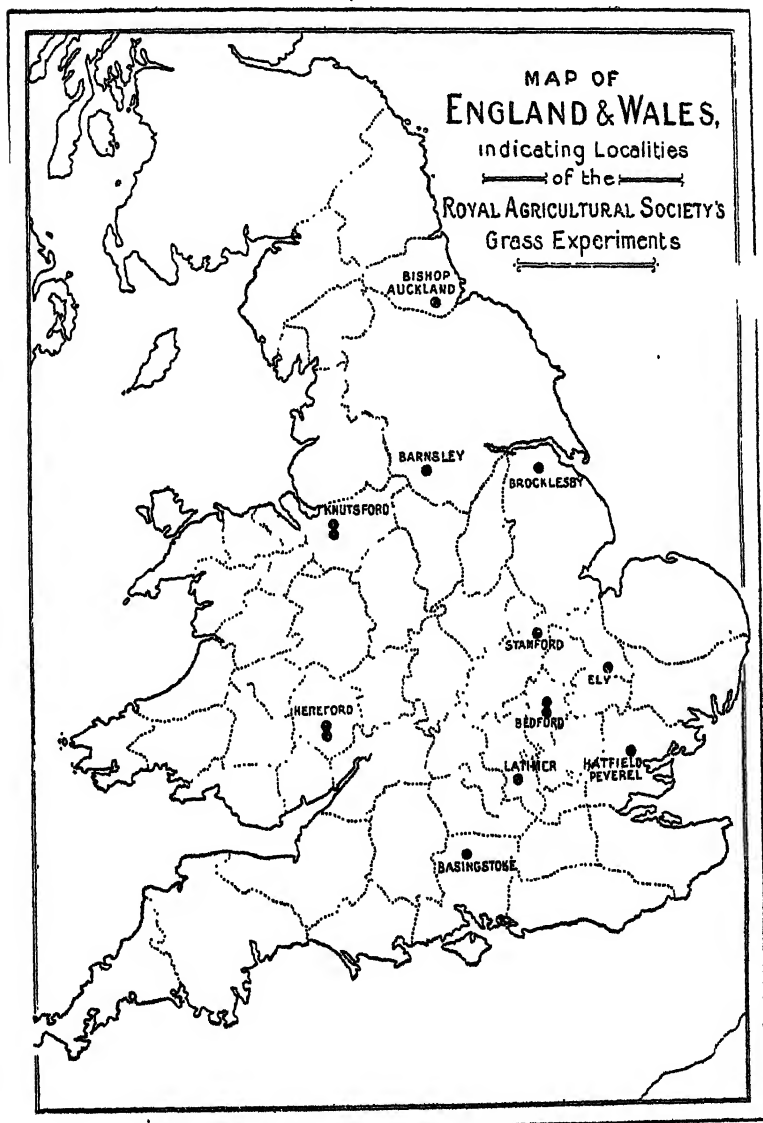 MAP OF
ENGLAND & WALES,
indicating Localities
of the
ROYAL AGRICULTURAL SOCIETY'S
Grass Experiments
BISHOP
AUCKLAND
BARNSLEY
BROCKLESBY
KNUTSFORD
STAMFORD
ELY
HEREFORD
BEDFORD
LATIMER
HATFIELD
PEVEREL
BASINGSTOKE